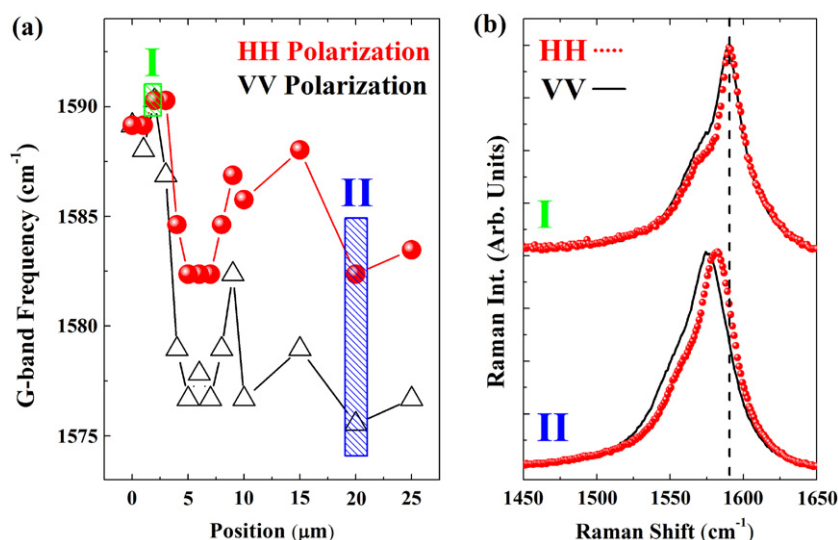 (a)
I
HH Polarization
VV Polarization
II
1590
1585
1580
1575
G-band Frequency (cm⁻¹)
0 5 10 15 20 25
Position (μm)
(b)
HH
VV
I
II
Raman Int. (Arb. Units)
1450 1500 1550 1600 1650
Raman Shift (cm⁻¹)